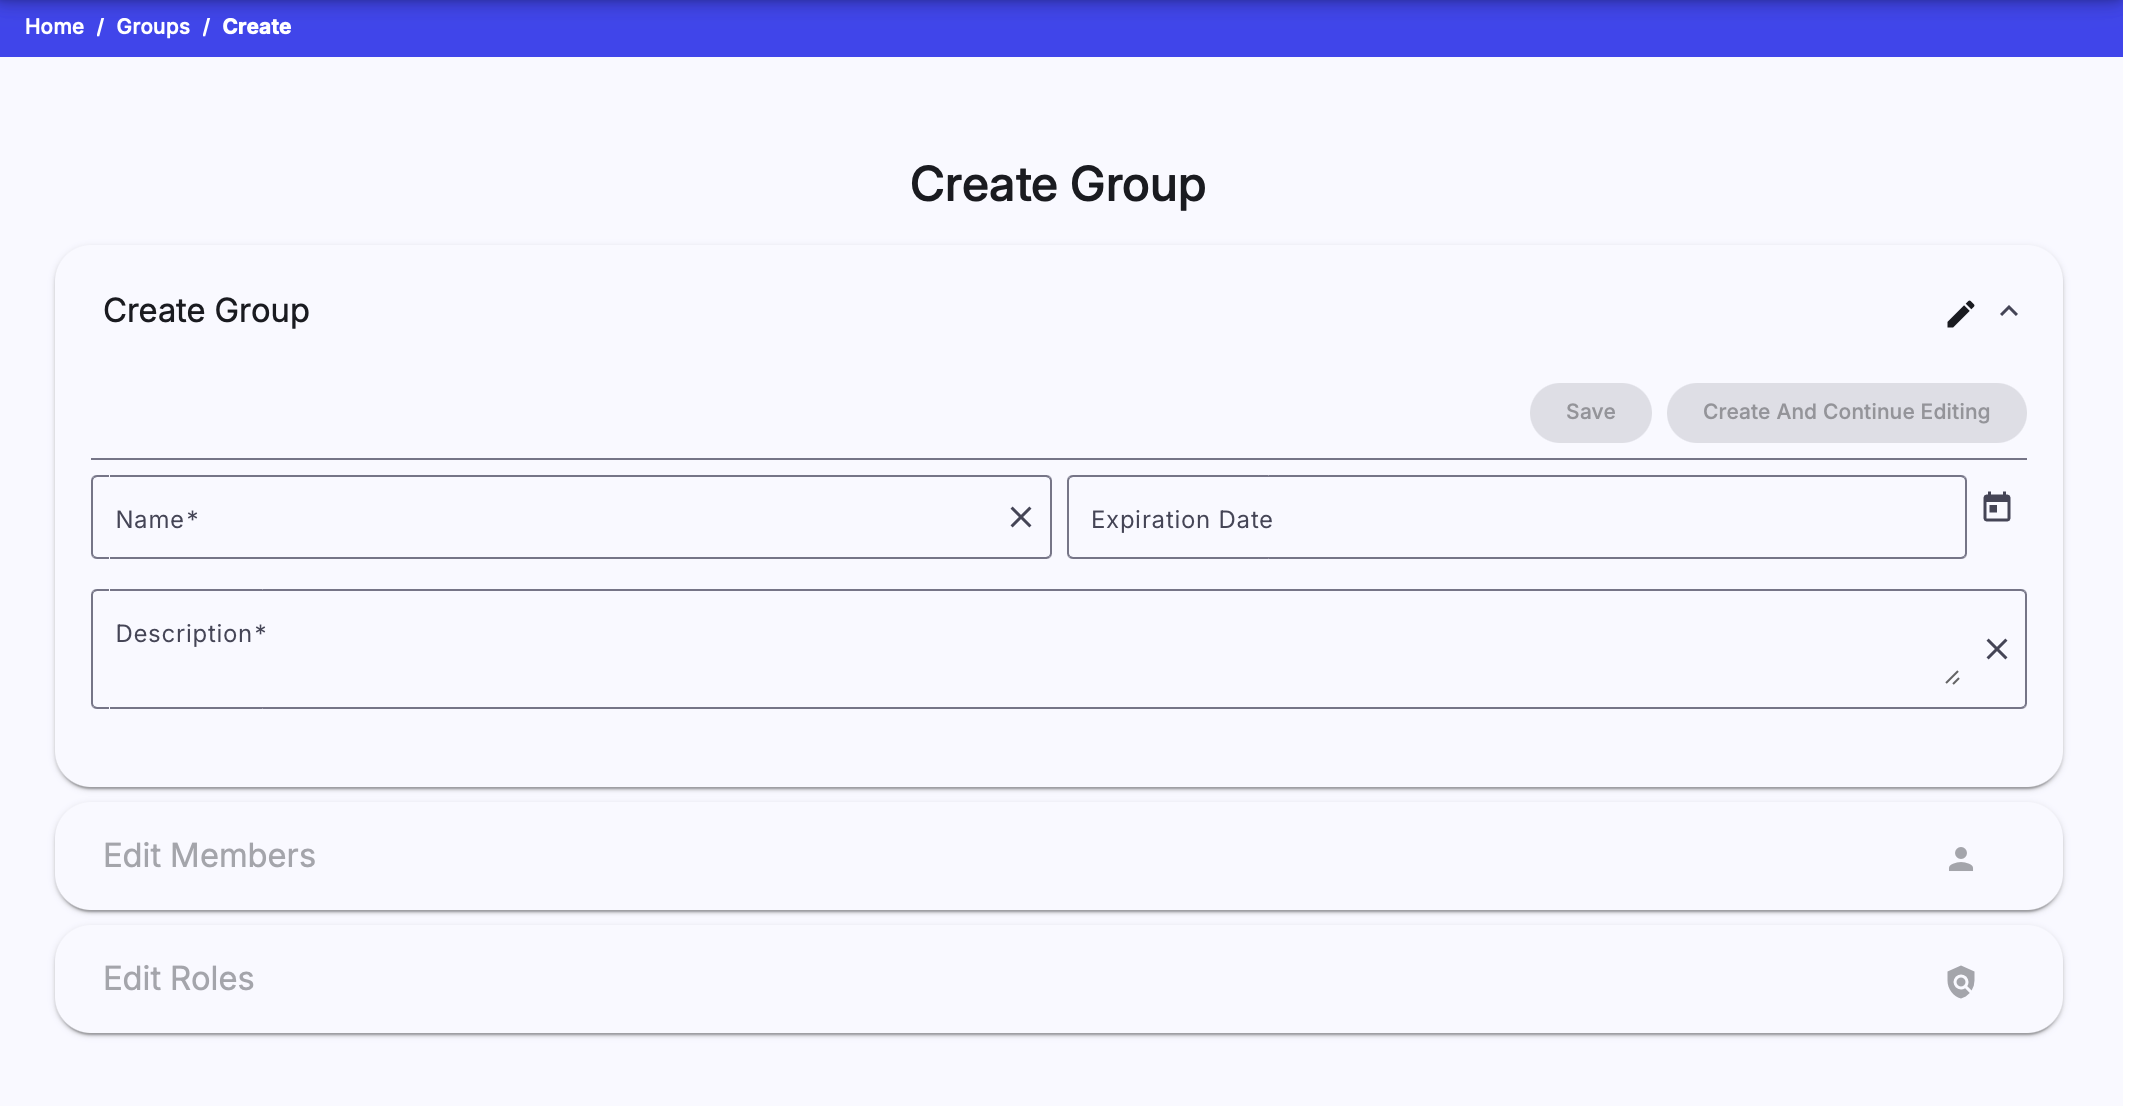 Home / Groups / Create
Create Group
Create Group
Save
Create And Continue Editing
Name*
Expiration Date
Description*
Edit Members
Edit Roles